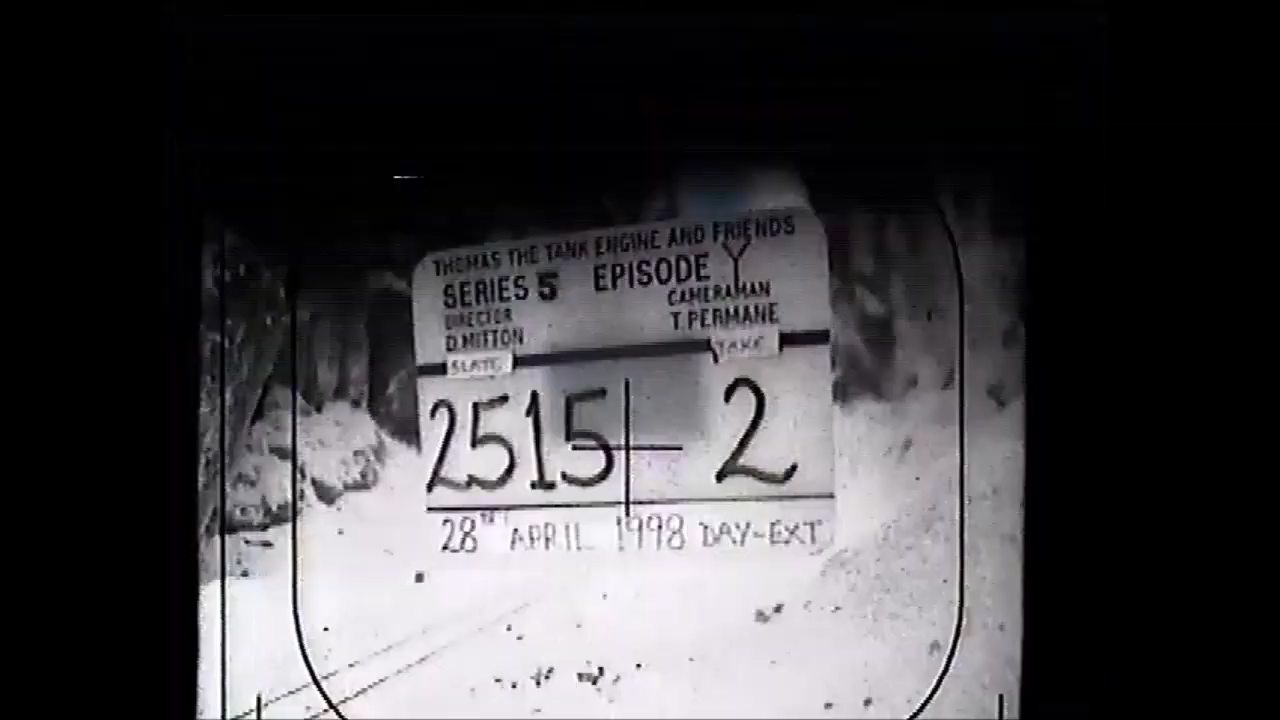 THOMAS THE TANK ENGINE AND FRIENDS
SERIES 5 EPISODE Y
DIRECTOR CAMERAMAN
D.MITTON T.PERMANE
SLATE TAKE
2515 2
28TH APRIL 1998 DAY-EXT